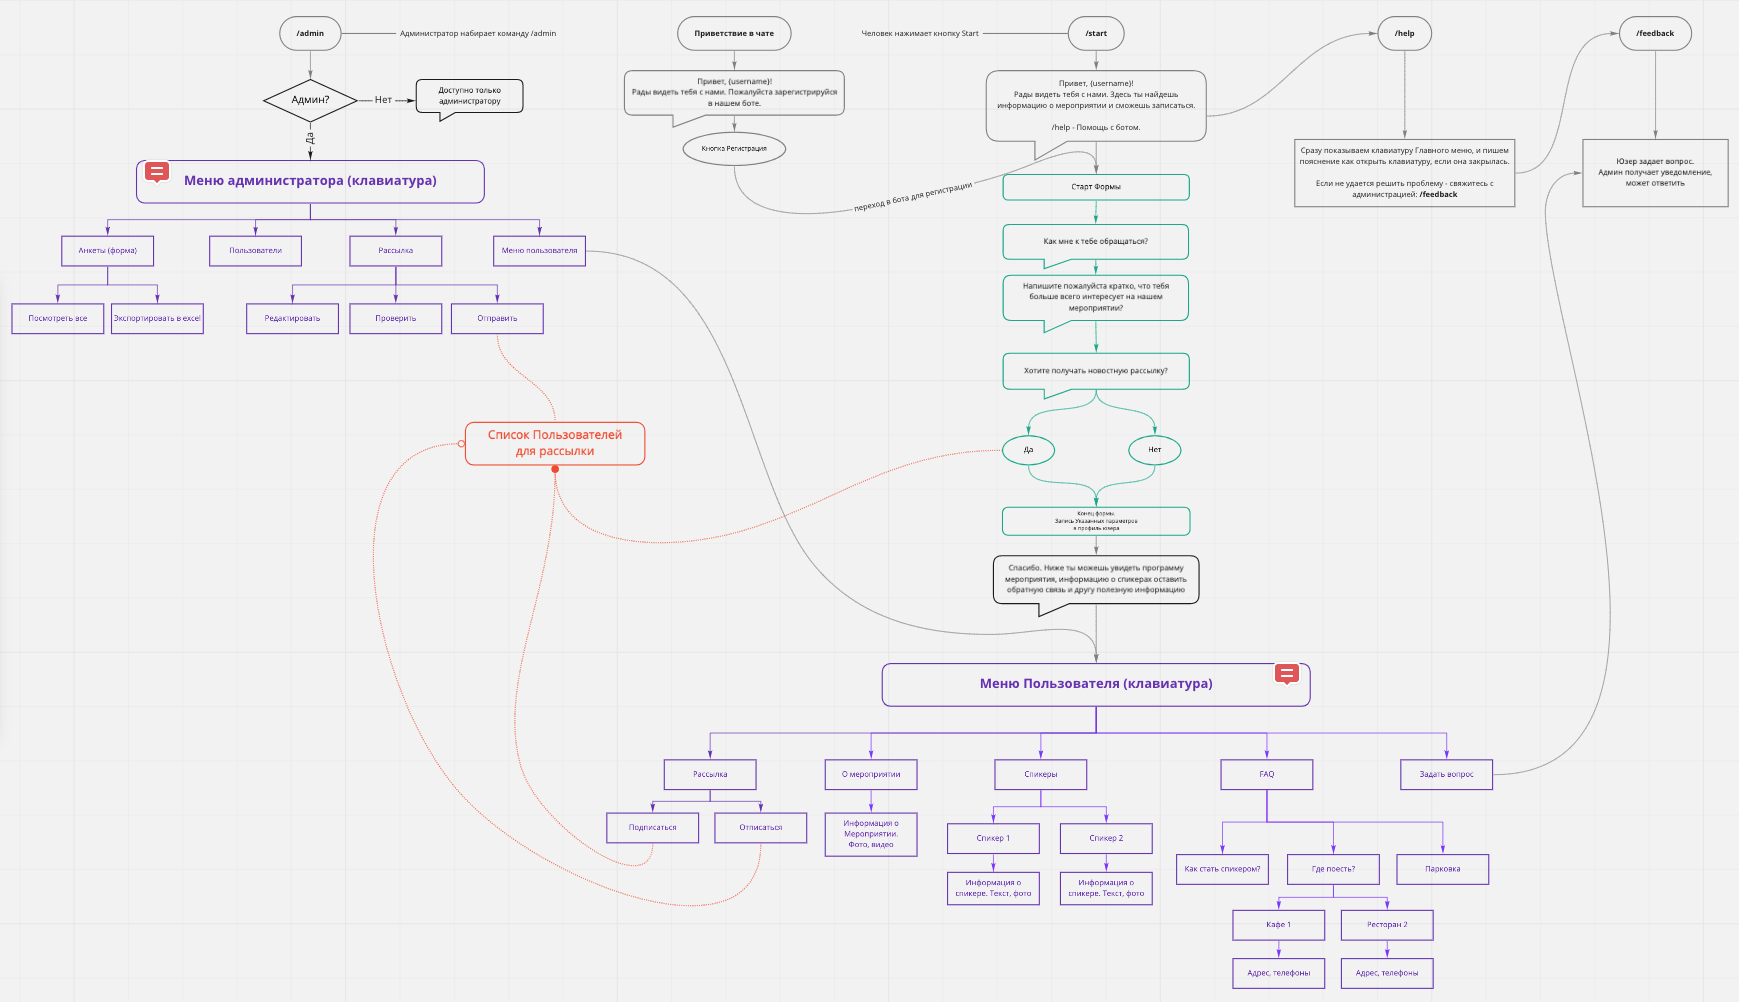 /admin
Администратор набирает команду /admin
Приветствие в чате
Человек нажимает кнопку Start
/start
/help
/feedback
Админ?
Нет
Да
Доступно только
администратору
Привет, {username}!
Рады видеть тебя с нами. Пожалуйста зарегистрируйся
в нашем боте.
Кнопка Регистрация
переход в бота для регистрации
Привет, {username}!
Рады видеть тебя с нами. Здесь ты найдешь
информацию о мероприятии и сможешь записаться.
/help - Помощь с ботом.
Сразу показываем клавиатуру Главного меню, и пишем
пояснение как открыть клавиатуру, если она закрылась.
Если не удается решить проблему - свяжитесь с
администрацией: /feedback
Юзер задает вопрос.
Админ получает уведомление,
может ответить
Меню администратора (клавиатура)
Анкеты (форма)
Пользователи
Рассылка
Меню пользователя
Посмотреть все
Экспортировать в excel
Редактировать
Проверить
Отправить
Старт Формы
Как мне к тебе обращаться?
Напишите пожалуйста кратко, что тебя
больше всего интересует на нашем
мероприятии?
Хотите получать новостную рассылку?
Да
Нет
Список Пользователей
для рассылки
Конец формы.
Запись Указанных параметров
в профиль юзера
Спасибо. Ниже ты можешь увидеть программу
мероприятия, информацию о спикерах оставить
обратную связь и другу полезную информацию
Меню Пользователя (клавиатура)
Рассылка
О мероприятии
Спикеры
FAQ
Задать вопрос
Подписаться
Отписаться
Информация о
Мероприятии.
Фото, видео
Спикер 1
Спикер 2
Информация о
спикере. Текст, фото
Информация о
спикере. Текст, фото
Как стать спикером?
Где поесть?
Парковка
Кафе 1
Ресторан 2
Адрес, телефоны
Адрес, телефоны